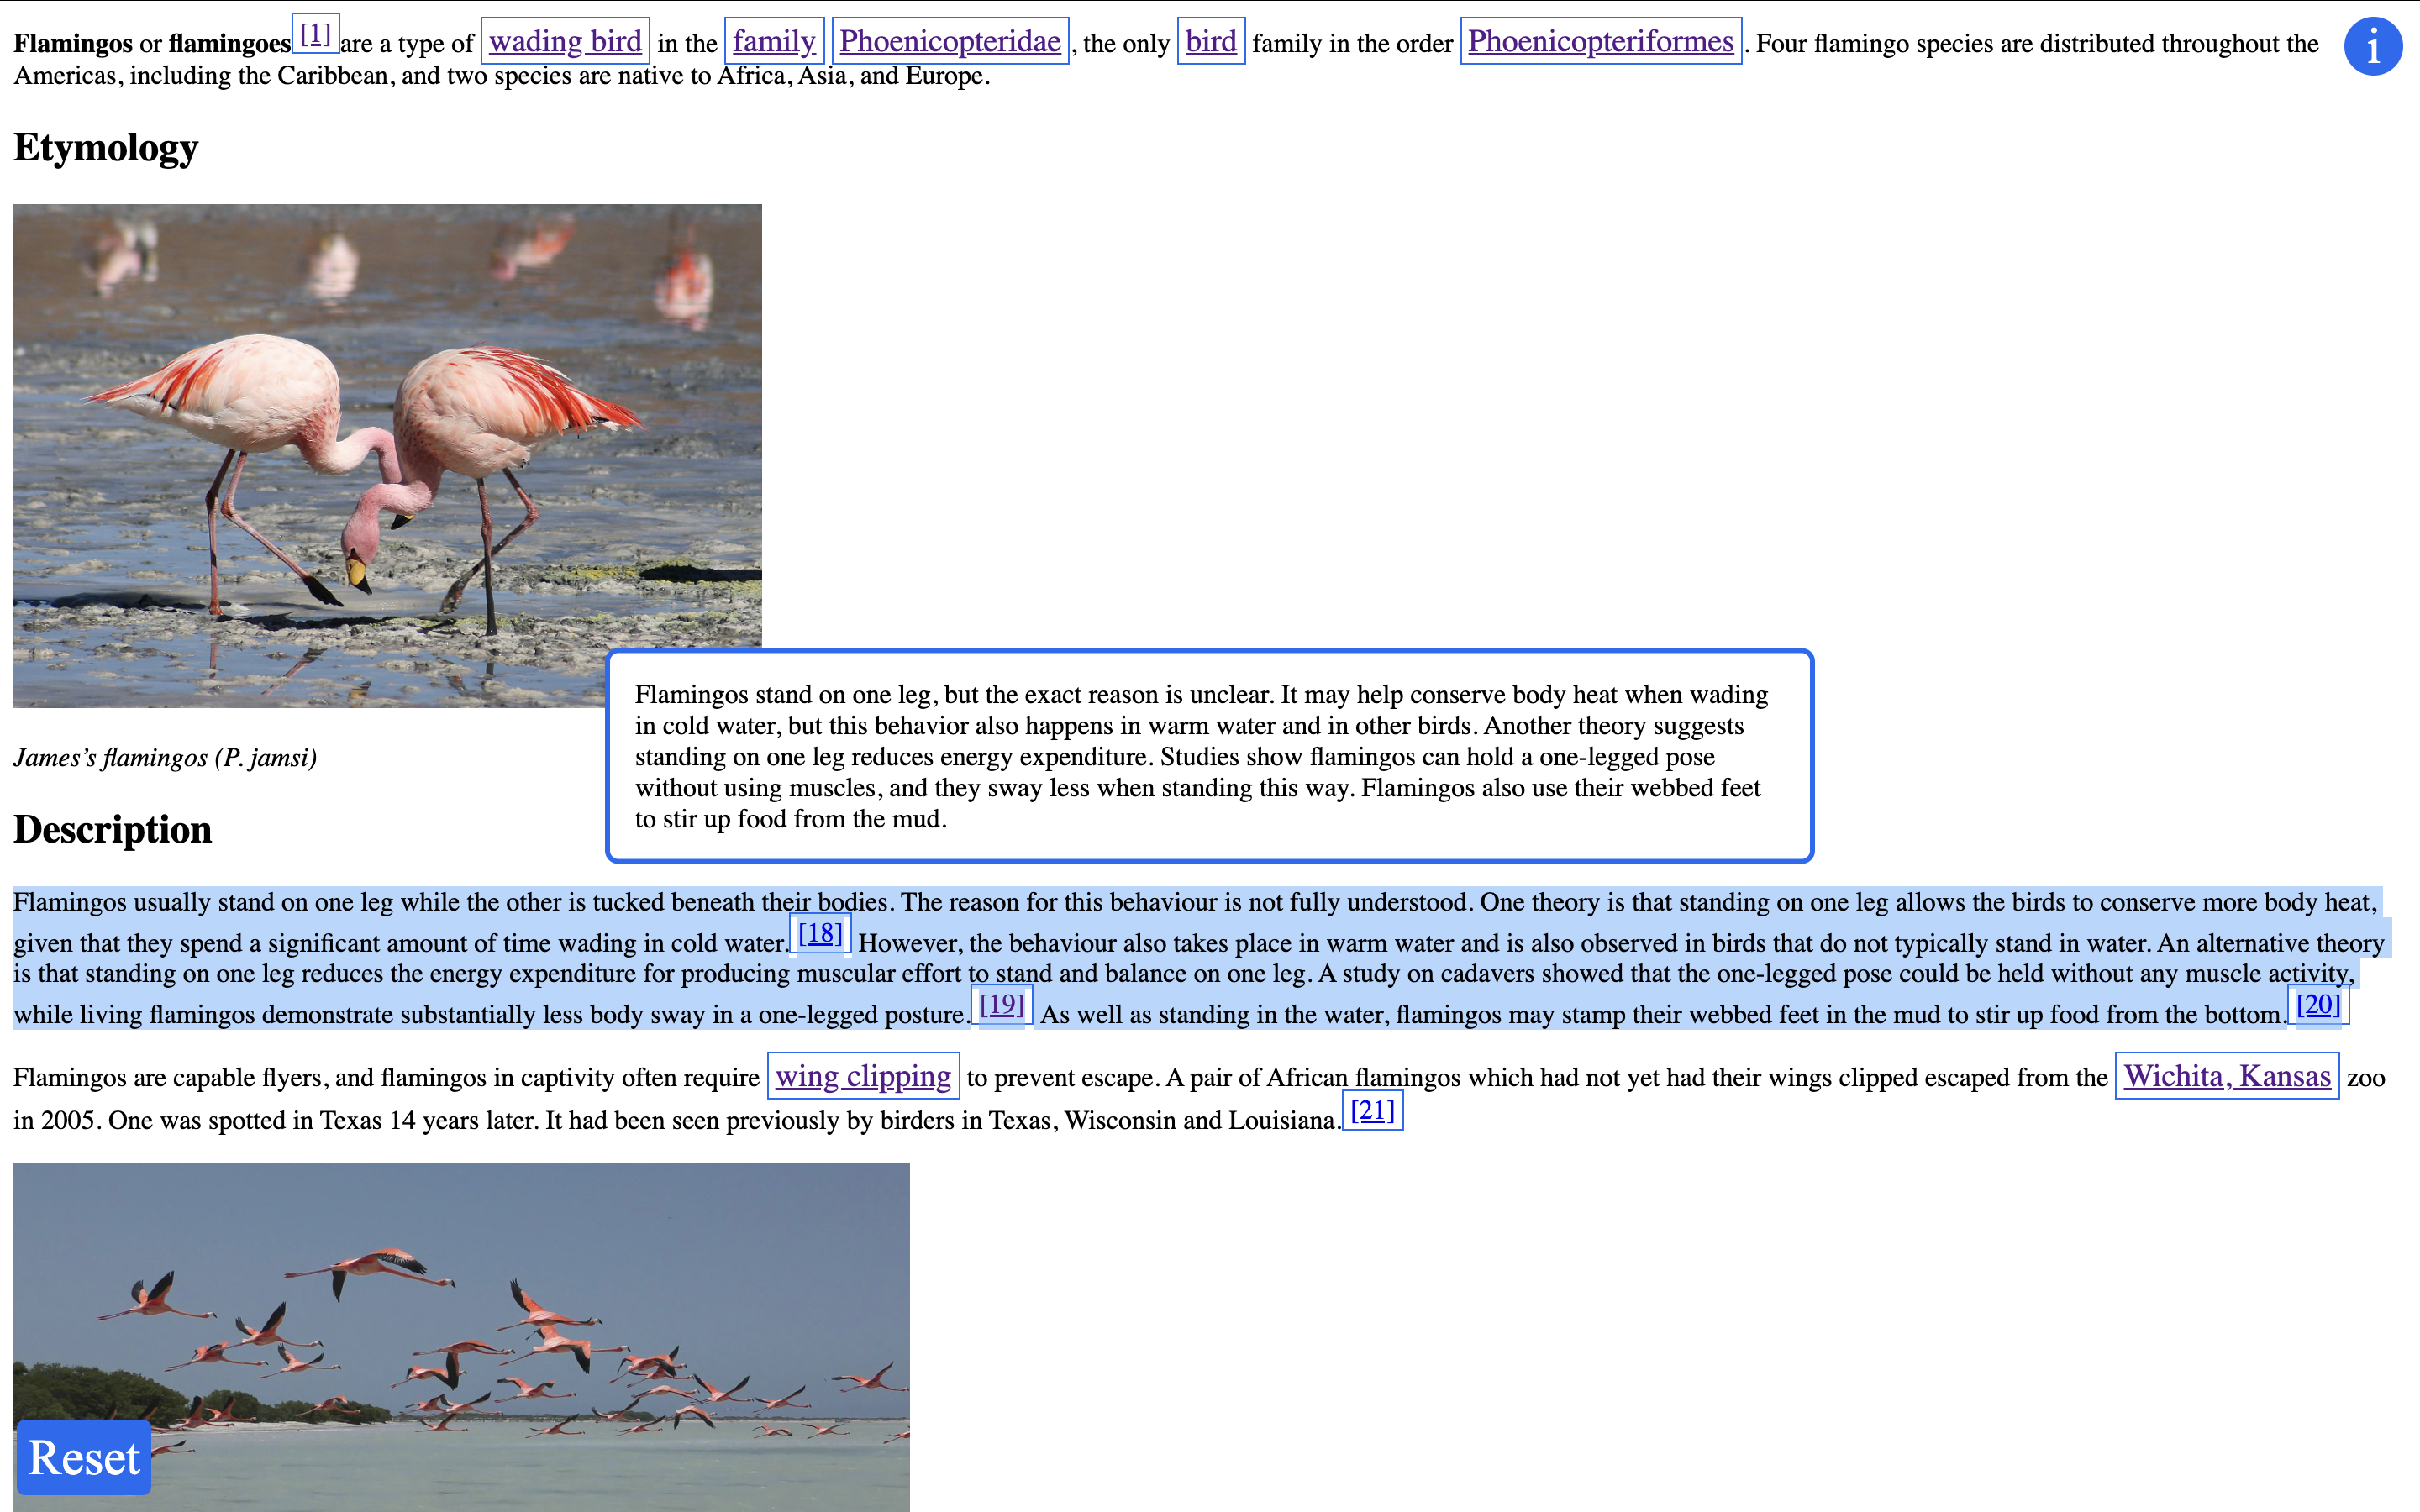 Flamingos or flamingoes[1]are a type of wading bird in the family Phoenicopteridae, the only bird family in the order Phoenicopteriformes. Four flamingo species are distributed throughout the
i
Americas, including the Caribbean, and two species are native to Africa, Asia, and Europe.
Etymology
Flamingos stand on one leg, but the exact reason is unclear. It may help conserve body heat when wading
in cold water, but this behavior also happens in warm water and in other birds. Another theory suggests
standing on one leg reduces energy expenditure. Studies show flamingos can hold a one-legged pose
without using muscles, and they sway less when standing this way. Flamingos also use their webbed feet
to stir up food from the mud.
James’s flamingos (P. jamsi)
Description
Flamingos usually stand on one leg while the other is tucked beneath their bodies. The reason for this behaviour is not fully understood. One theory is that standing on one leg allows the birds to conserve more body heat,
given that they spend a significant amount of time wading in cold water.[18] However, the behaviour also takes place in warm water and is also observed in birds that do not typically stand in water. An alternative theory
is that standing on one leg reduces the energy expenditure for producing muscular effort to stand and balance on one leg. A study on cadavers showed that the one-legged pose could be held without any muscle activity,
while living flamingos demonstrate substantially less body sway in a one-legged posture.[19] As well as standing in the water, flamingos may stamp their webbed feet in the mud to stir up food from the bottom.[20]
Flamingos are capable flyers, and flamingos in captivity often require wing clipping to prevent escape. A pair of African flamingos which had not yet had their wings clipped escaped from the Wichita, Kansas zoo
in 2005. One was spotted in Texas 14 years later. It had been seen previously by birders in Texas, Wisconsin and Louisiana.[21]
Reset